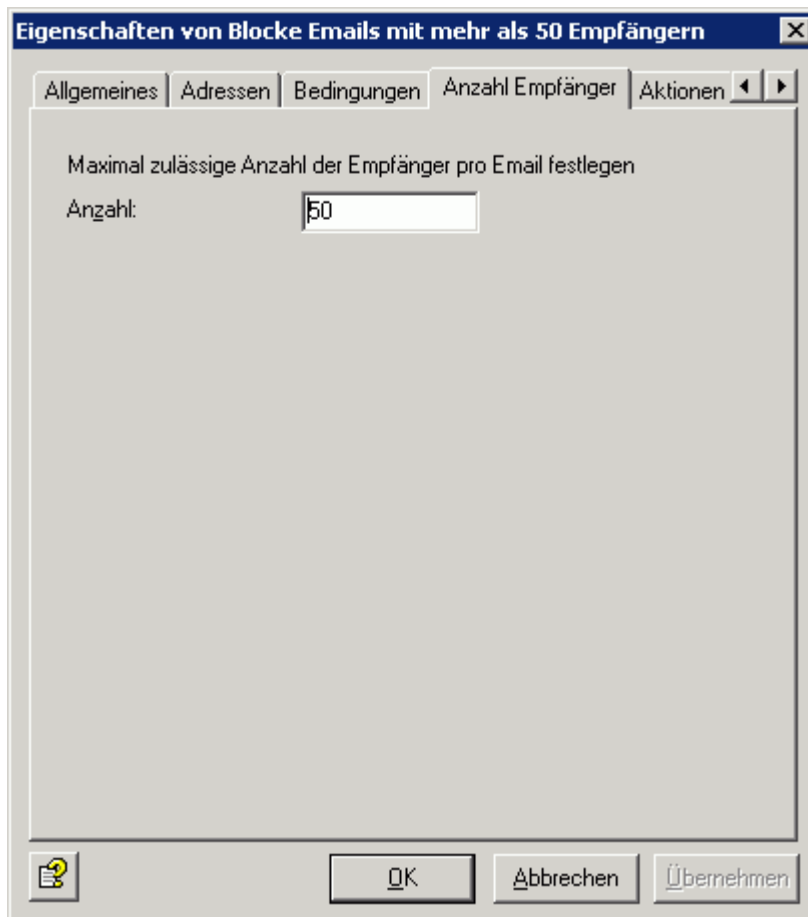 Eigenschaften von Blocke Emails mit mehr als 50 Empfängern
Allgemeines Adressen Bedingungen Anzahl Empfänger Aktionen
Maximal zulässige Anzahl der Empfänger pro Email festlegen
Anzahl: 50
OK Abbrechen Übernehmen